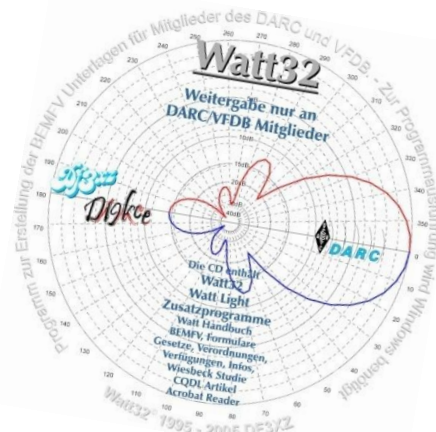 Programm zur Erstellung der BEMFV Unterlagen für Mitglieder des DARC und VFDB - Zur Programmausführung wird Windows benötigt
Watt32
Weitergabe nur an
DARC/VFDB Mitglieder
DARC
Die CD enthält
Watt32
Watt Light
Zusatzprogramme
Watt Handbuch
BEMFV, Formulare
Gesetze, Verordnungen,
Verfügungen, Infos,
Wiesbeck Studie
CQDL Artikel
Acrobat Reader
Watt32© 1995 - 2005 DF3XZ